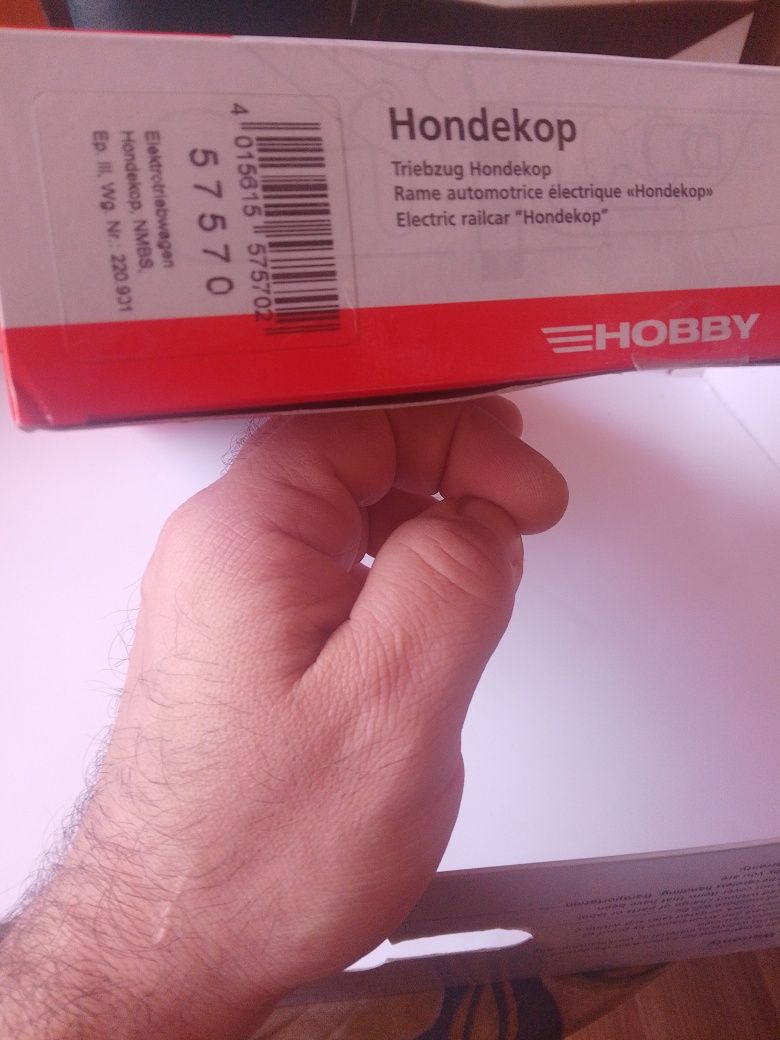 Hondekop
Triebzug Hondekop
Rame automotrice électrique «Hondekop»
Electric railcar "Hondekop"
HOBBY
4 015615 575702
57570
Elektrotriebwagen
Hondekop, NMBS,
Ep. III, Wg. Nr.: 220.931